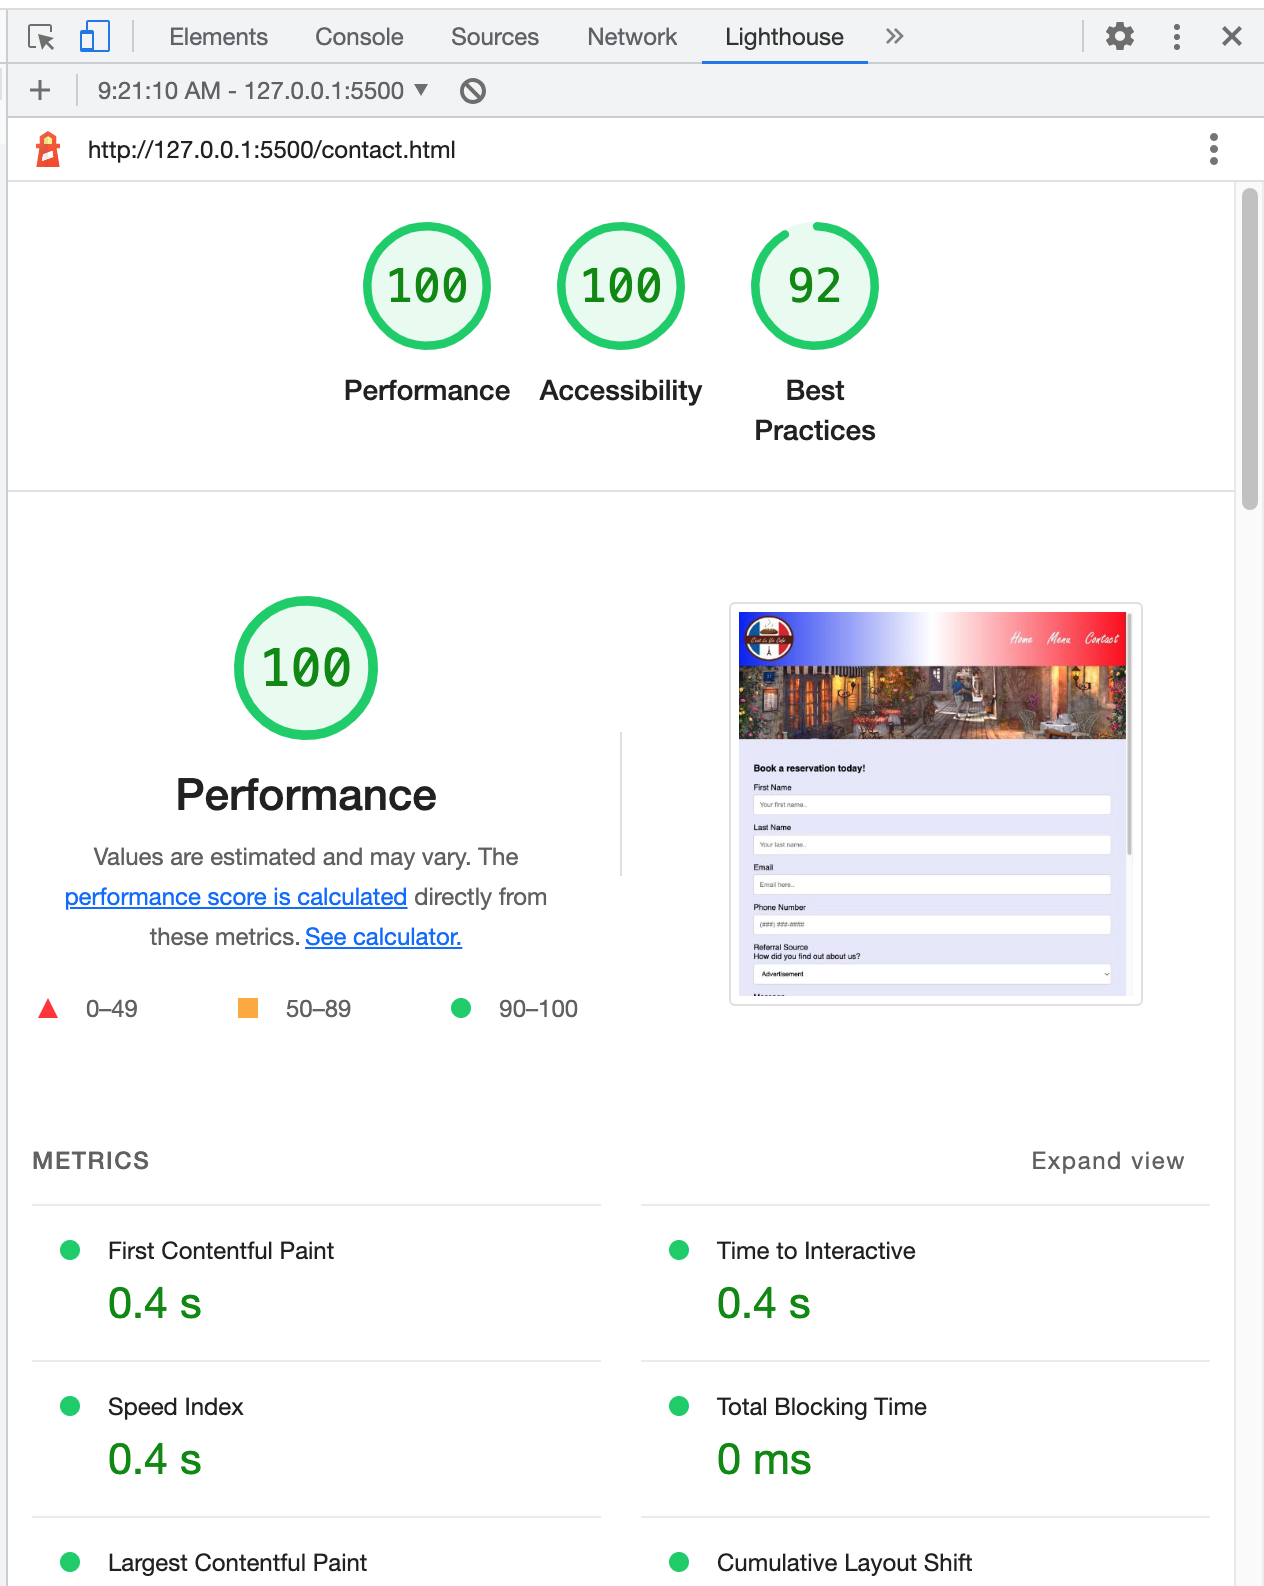 Elements Console Sources Network Lighthouse
9:21:10 AM - 127.0.0.1:5500
http://127.0.0.1:5500/contact.html
100 100 92
Performance Accessibility Best Practices
100
Performance
Values are estimated and may vary. The
performance score is calculated directly from
these metrics. See calculator.
0–49 50–89 90–100
Home Menu Contact
Book a reservation today!
First Name
Your first name..
Last Name
Your last name..
Email
Email here..
Phone Number
(###) ###-####
Referral Source
How did you find out about us?
Advertisement
METRICS Expand view
First Contentful Paint
0.4 s
Time to Interactive
0.4 s
Speed Index
0.4 s
Total Blocking Time
0 ms
Largest Contentful Paint
Cumulative Layout Shift